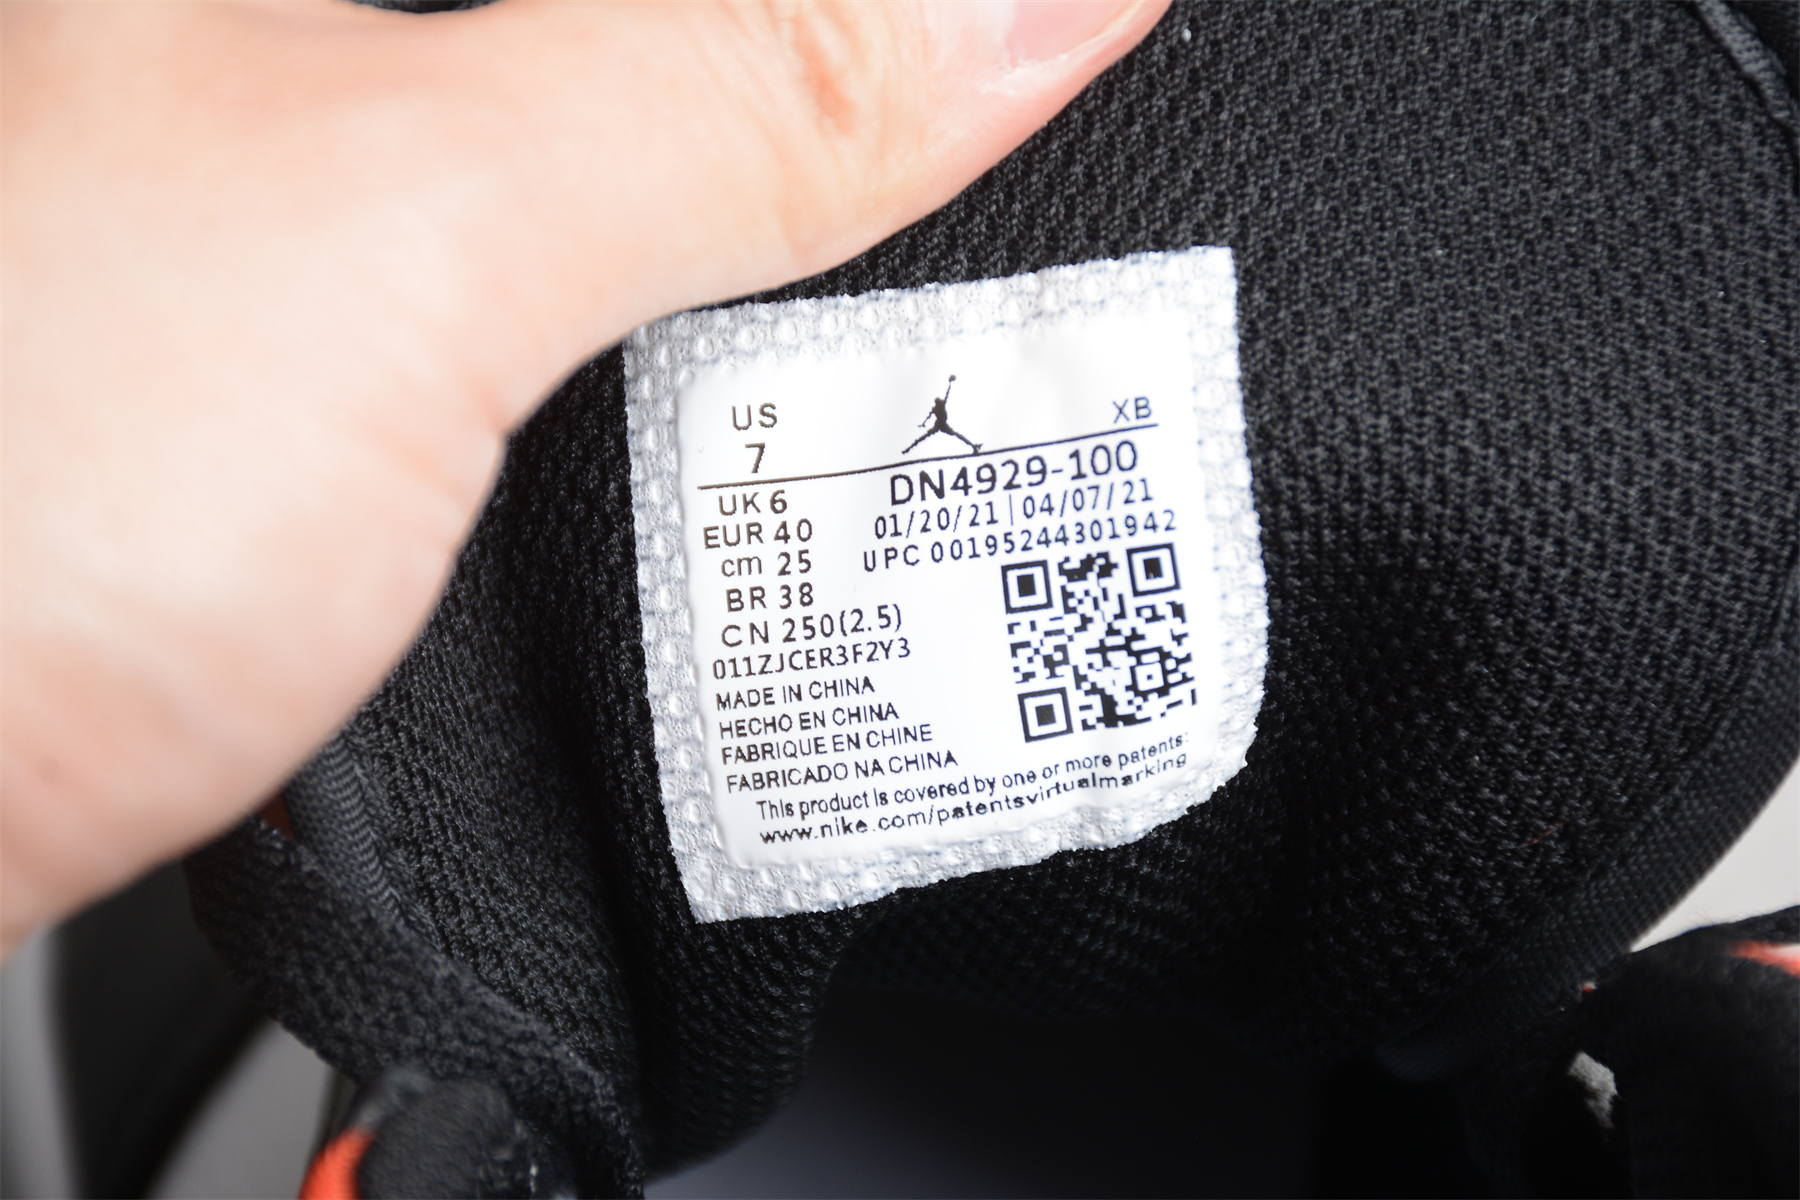 US
7
XB
UK 6
EUR 40
cm 25
BR 38
CN 250(2.5)
DN4929-100
01/20/21 | 04/07/21
UPC 00195244301942
011ZJCER3F2Y3
MADE IN CHINA
HECHO EN CHINA
FABRIQUE EN CHINE
FABRICADO NA CHINA
This product is covered by one or more patents:
www.nike.com/patentsvirtualmarking